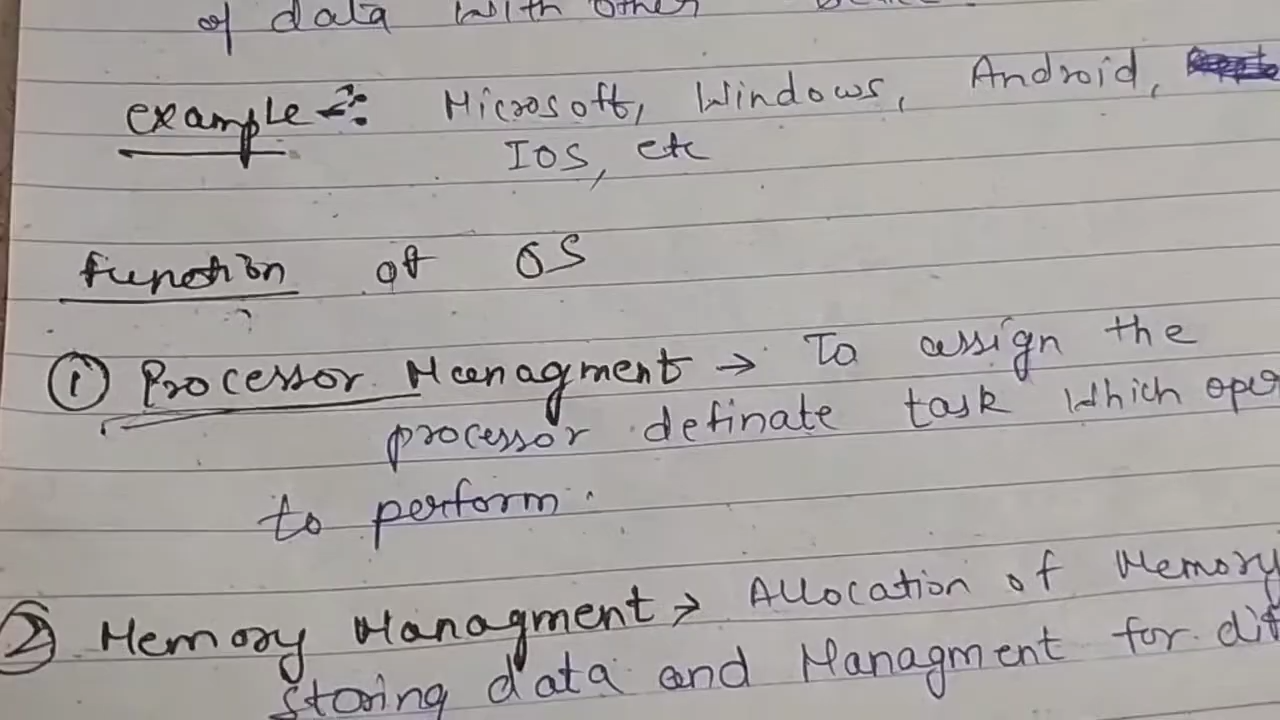 of data with other
example :- Microsoft, Windows, Android,
IOS, etc
function of OS
① Processor Managment → To assign the
processor definate task which oper
to perform.
② Memory Managment → Allocation of Memory
storing data and Managment for dif